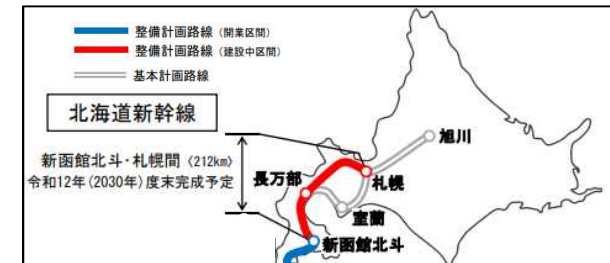 整備計画路線（開業区間）
整備計画路線（建設中区間）
基本計画路線
北海道新幹線
新函館北斗・札幌間〈212km〉
令和12年(2030年)度末完成予定
旭川
札幌
長万部
室蘭
新函館北斗